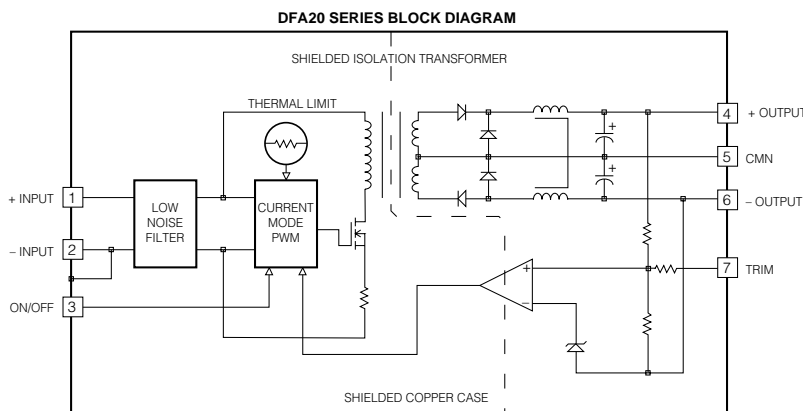 DFA20 SERIES BLOCK DIAGRAM
SHIELDED ISOLATION TRANSFORMER
THERMAL LIMIT
4
+ OUTPUT
+
5
CMN
+
+ INPUT
1
LOW
NOISE
FILTER
CURRENT
MODE
PWM
6
– OUTPUT
– INPUT
2
7
TRIM
+
–
ON/OFF
3
SHIELDED COPPER CASE